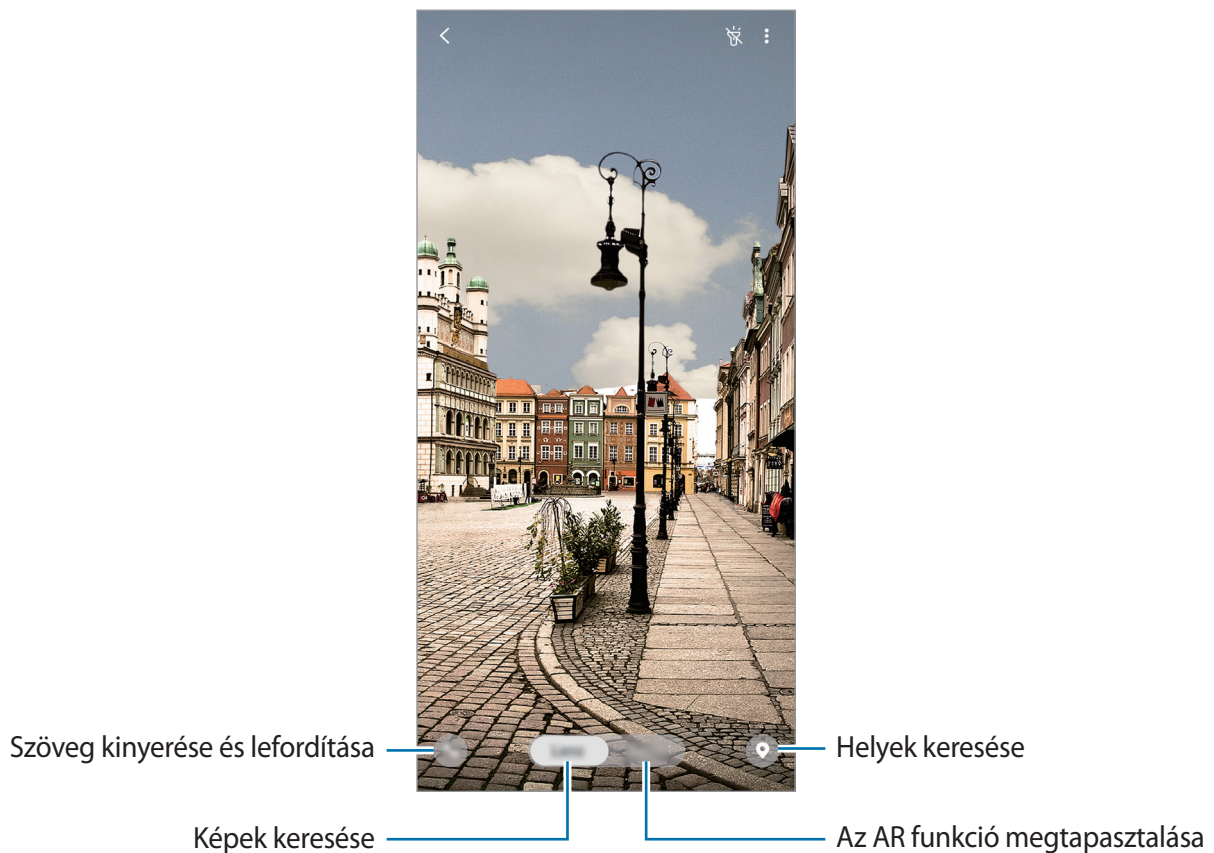 Szöveg kinyerése és lefordítása
Helyek keresése
Képek keresése
Az AR funkció megtapasztalása